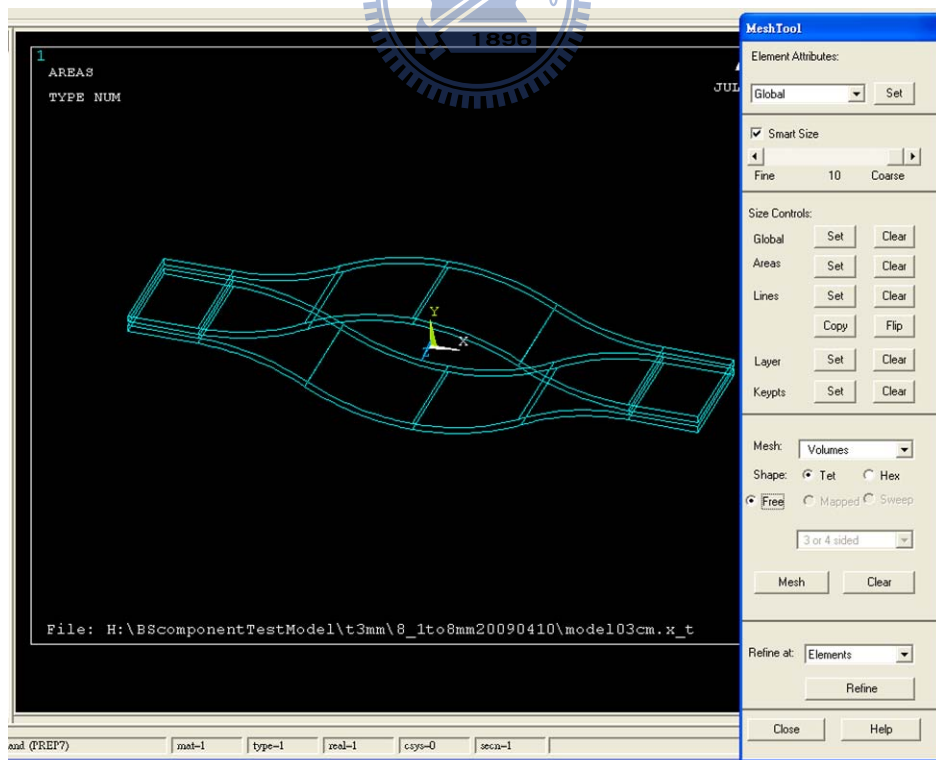 1896
1
AREAS
TYPE NUM
JUL
Y
X
Z
File: H:\BScomponentTestModel\t3mm\8_1to8mm20090410\model03cm.x_t
and (PREP7)
mat=1
type=1
real=1
csys=0
secn=1
MeshTool
Element Attributes:
Global
Set
Smart Size
Fine 10 Coarse
Size Controls:
Global Set Clear
Areas Set Clear
Lines Set Clear
Copy Flip
Layer Set Clear
Keypts Set Clear
Mesh: Volumes
Shape: Tet Hex
Free Mapped Sweep
3 or 4 sided
Mesh Clear
Refine at: Elements
Refine
Close Help